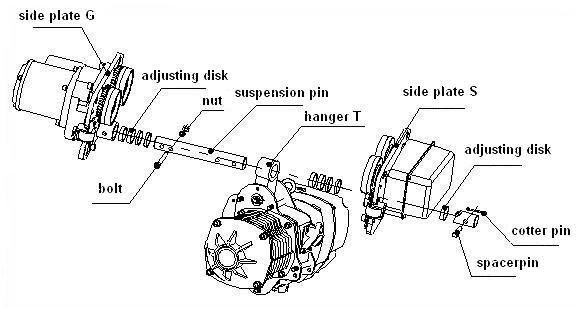 side plate G
adjusting disk
nut
suspension pin
hanger T
side plate S
adjusting disk
bolt
cotter pin
spacerpin